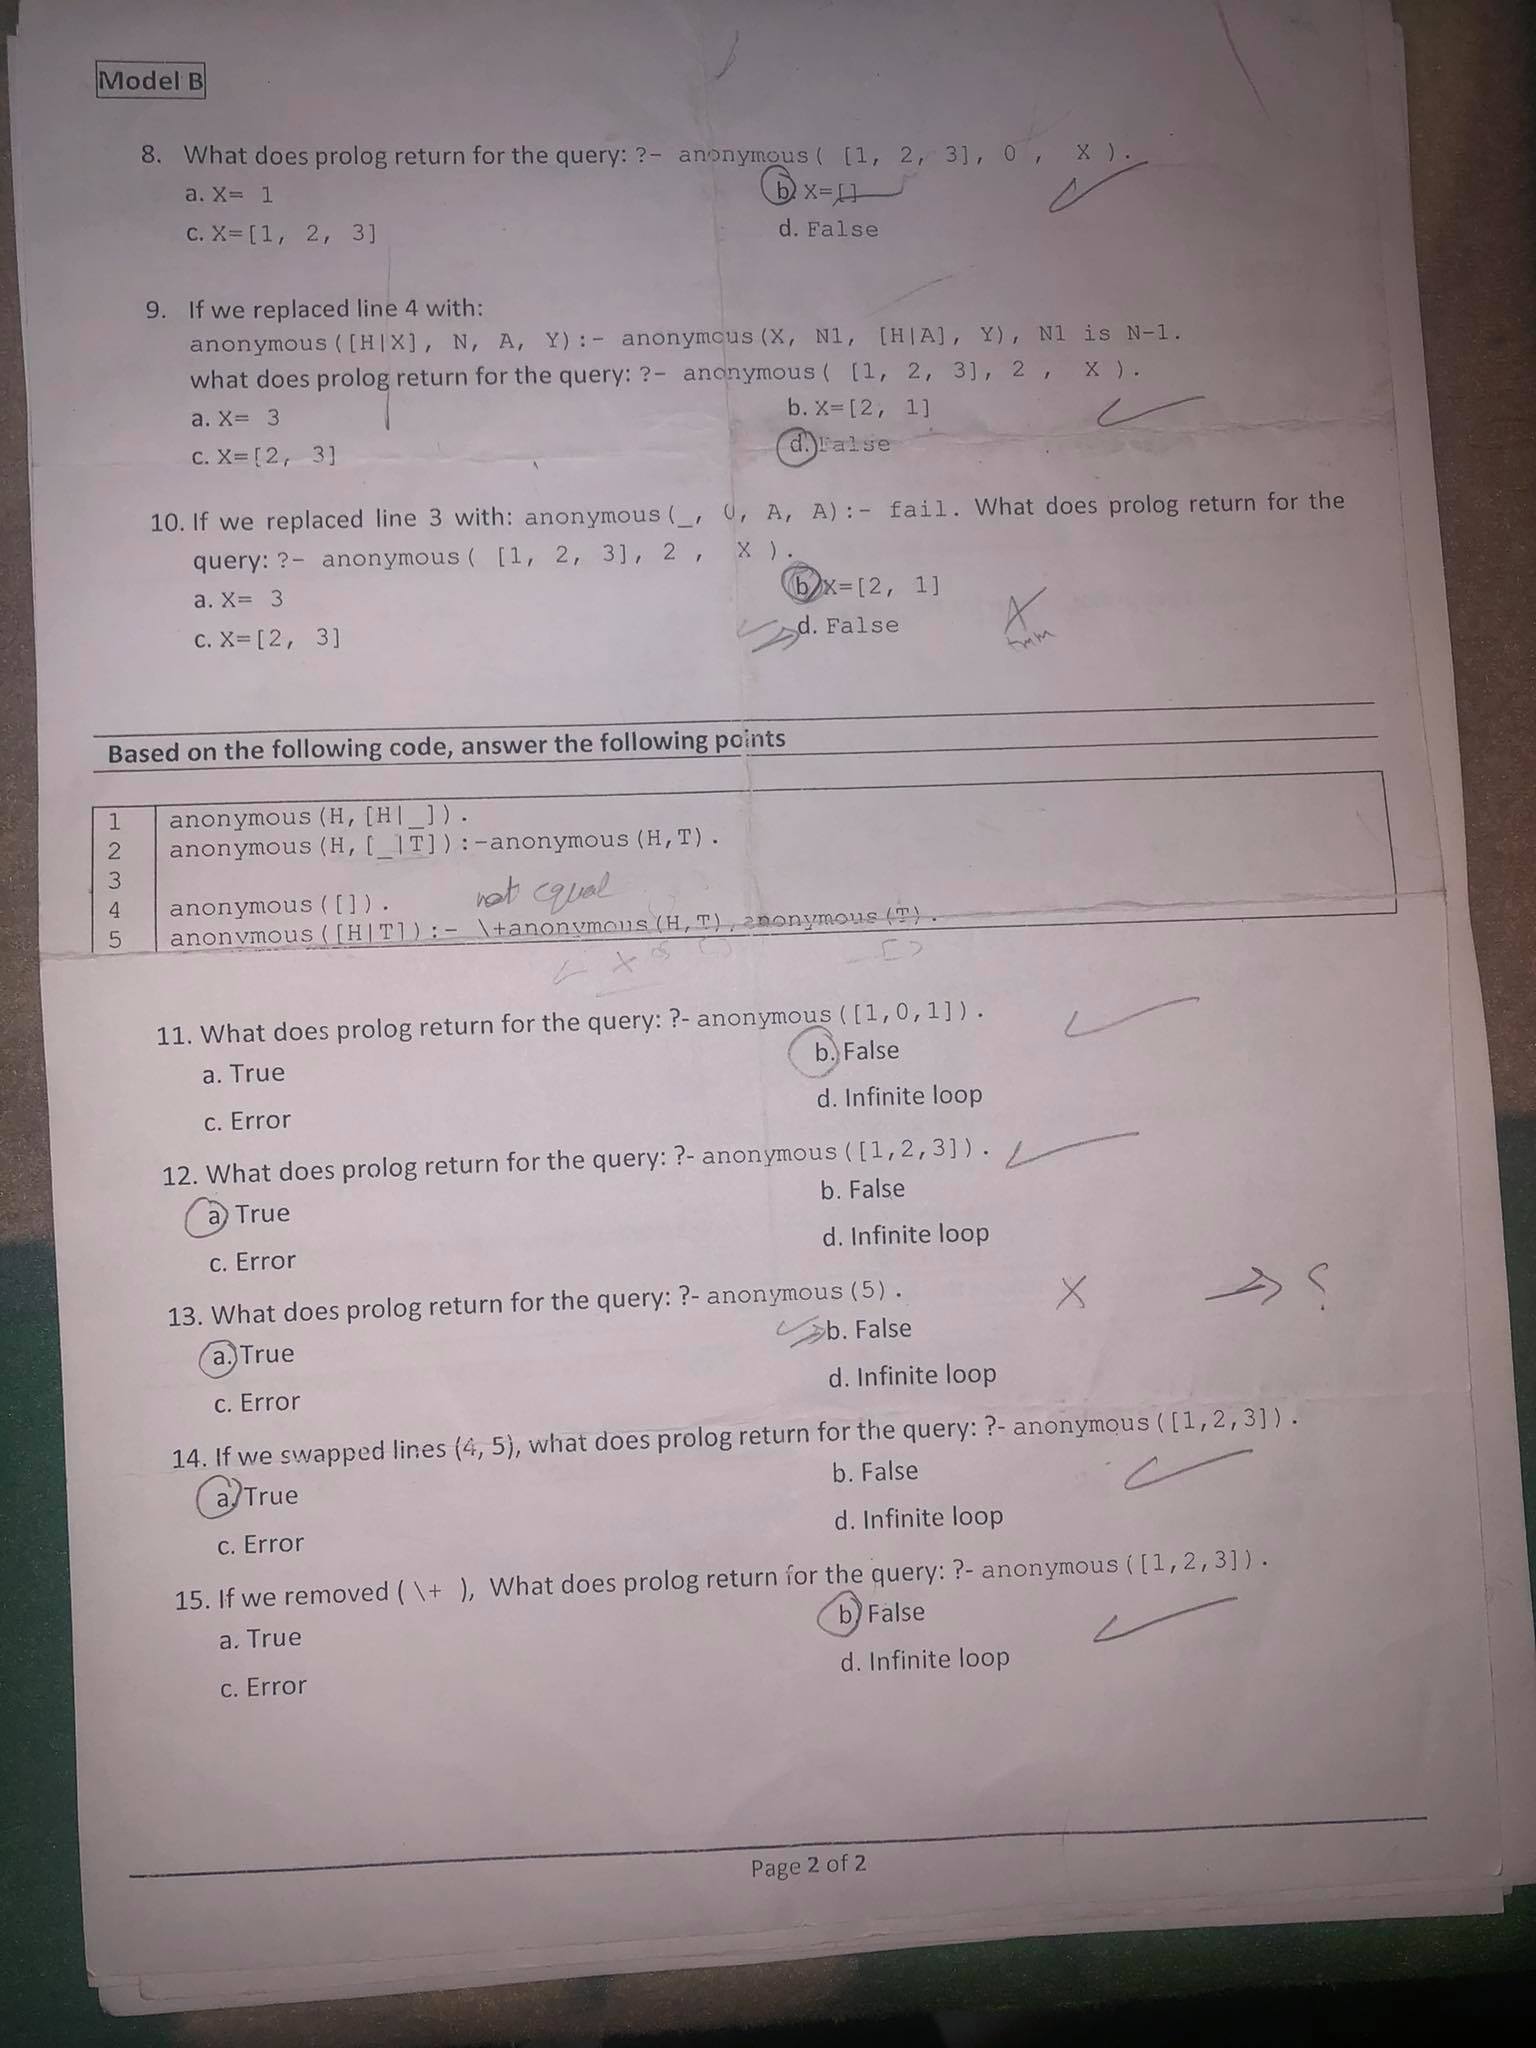 Model B
8. What does prolog return for the query: ?- anonymous( [1, 2, 3], 0 , X ).
a. X= 1
b. X=[]
c. X=[1, 2, 3]
d. False
9. If we replaced line 4 with:
anonymous([H|X], N, A, Y):- anonymous(X, N1, [H|A], Y), N1 is N-1.
what does prolog return for the query: ?- anonymous( [1, 2, 3], 2 , X ).
a. X= 3
b. X=[2, 1]
c. X=[2, 3]
d. False
10. If we replaced line 3 with: anonymous(_, 0, A, A):- fail. What does prolog return for the
query: ?- anonymous( [1, 2, 3], 2 , X ).
a. X= 3
b. X=[2, 1]
c. X=[2, 3]
d. False
Based on the following code, answer the following points
1 anonymous(H,[H|_]).
2 anonymous(H,[_|T]):-anonymous(H,T).
3
not equal
4 anonymous([]).
5 anonymous([H|T]):- \+anonymous(H,T),anonymous(T).
11. What does prolog return for the query: ?- anonymous([1,0,1]).
a. True
b. False
c. Error
d. Infinite loop
12. What does prolog return for the query: ?- anonymous([1,2,3]).
a. True
b. False
c. Error
d. Infinite loop
13. What does prolog return for the query: ?- anonymous(5).
a. True
b. False
c. Error
d. Infinite loop
14. If we swapped lines (4, 5), what does prolog return for the query: ?- anonymous([1,2,3]).
a. True
b. False
c. Error
d. Infinite loop
15. If we removed ( \+ ), What does prolog return for the query: ?- anonymous([1,2,3]).
a. True
b. False
c. Error
d. Infinite loop
Page 2 of 2